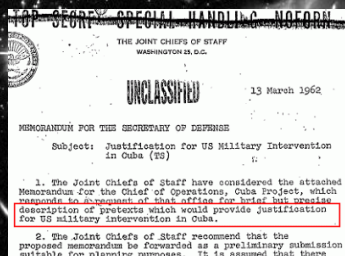 TOP SECRET SPECIAL HANDLING NOFORN
THE JOINT CHIEFS OF STAFF
WASHINGTON 25, D.C.
UNCLASSIFIED
13 March 1962
MEMORANDUM FOR THE SECRETARY OF DEFENSE
Subject: Justification for US Military Intervention
in Cuba (TS)
1. The Joint Chiefs of Staff have considered the attached
Memorandum for the Chief of Operations, Cuba Project, which
responds to a request of that office for brief but precise
description of pretexts which would provide justification
for US military intervention in Cuba.
2. The Joint Chiefs of Staff recommend that the
proposed memorandum be forwarded as a preliminary submission
suitable for planning purposes. It is assumed that there